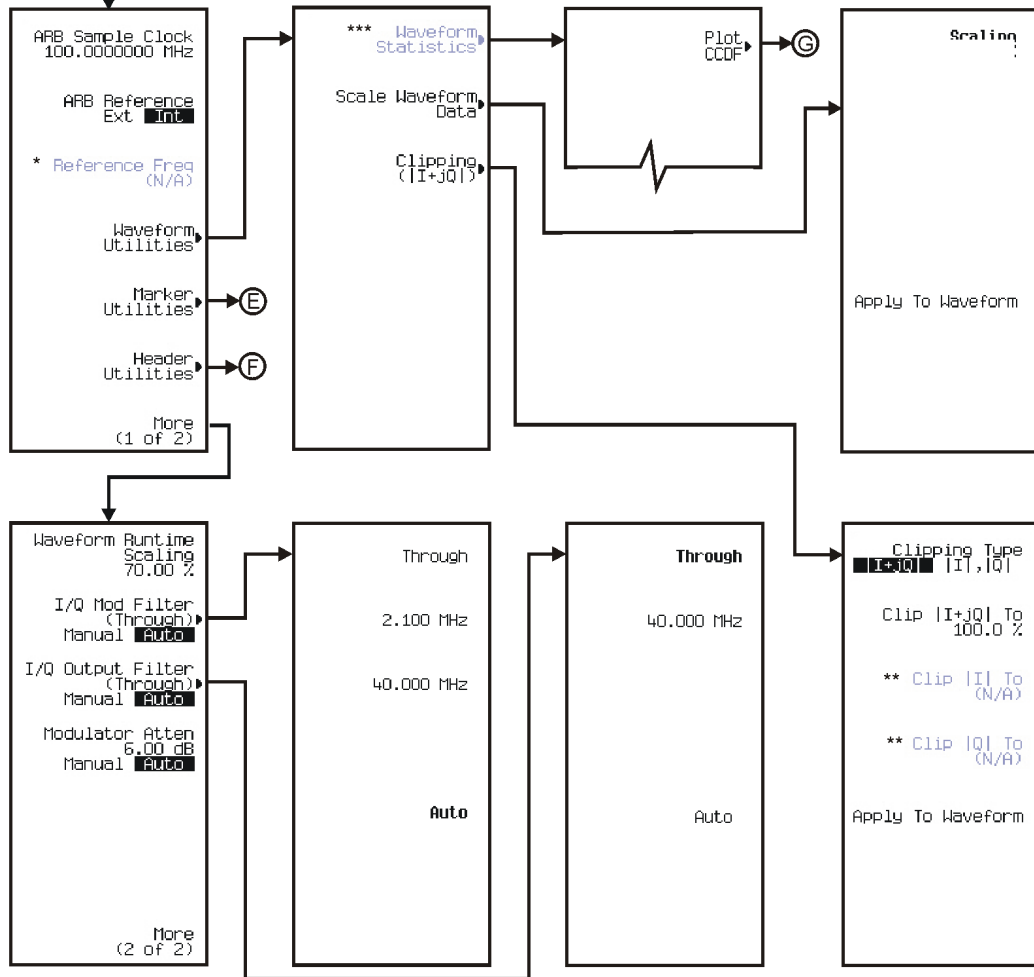 ARB Sample Clock
100.0000000 MHz
ARB Reference
Ext Int
* Reference Freq
(N/A)
Waveform
Utilities
Marker
Utilities
E
Header
Utilities
F
More
(1 of 2)
*** Waveform
Statistics
Scale Waveform
Data
Clipping
(|I+jQ|)
Plot
CCDF
G
Scaling
Apply To Waveform
Waveform Runtime
Scaling
70.00 %
I/Q Mod Filter
(Through)
Manual Auto
I/Q Output Filter
(Through)
Manual Auto
Modulator Atten
6.00 dB
Manual Auto
More
(2 of 2)
Through
2.100 MHz
40.000 MHz
Auto
Through
40.000 MHz
Auto
Clipping Type
|I+jQ| |I|,|Q|
Clip |I+jQ| To
100.0 %
** Clip |I| To
(N/A)
** Clip |Q| To
(N/A)
Apply To Waveform